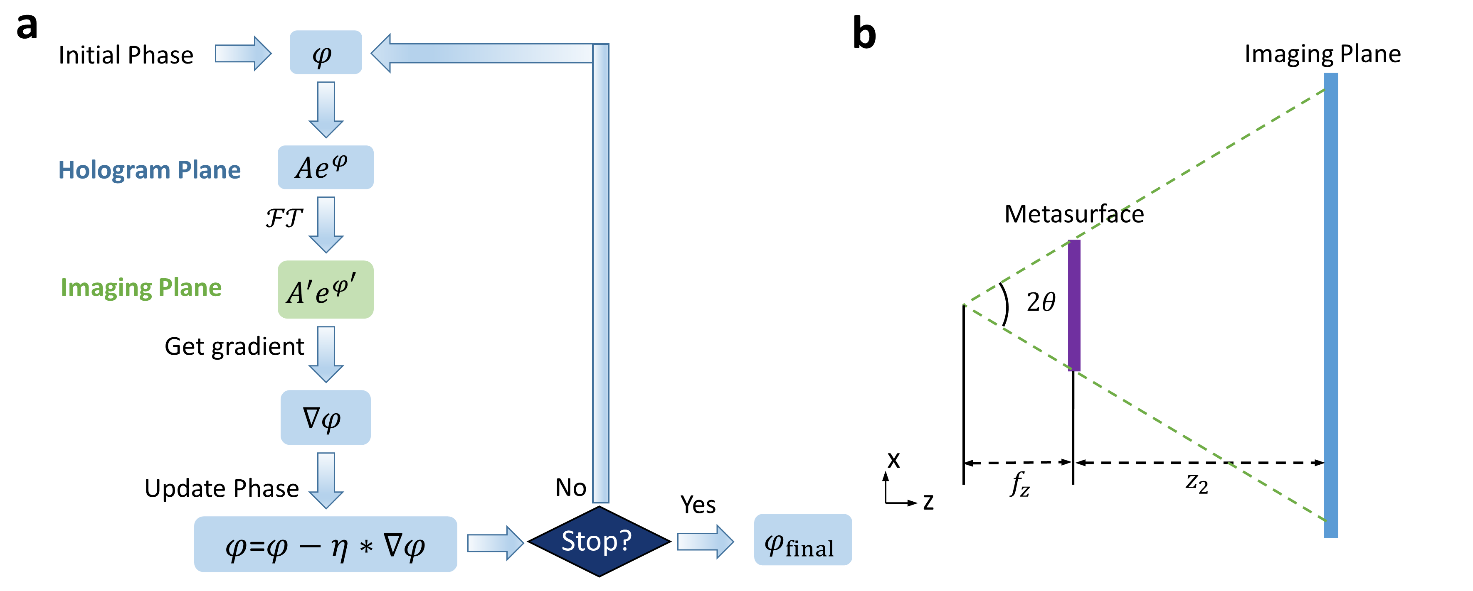 a
Initial Phase
φ
Hologram Plane
Ae^φ
ℱ𝒯
Imaging Plane
A′e^φ′
Get gradient
∇φ
Update Phase
φ=φ − η ∗ ∇φ
Stop?
No
Yes
φ_final
b
Imaging Plane
Metasurface
2θ
x
z
f_z
z_2